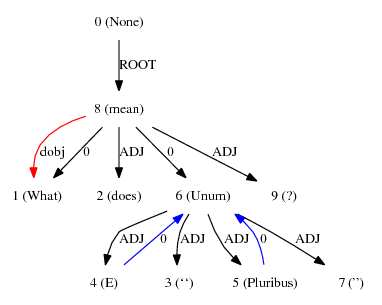 0 (None)
ROOT
8 (mean)
dobj 0 ADJ 0 ADJ
1 (What) 2 (does) 6 (Unum) 9 (?)
ADJ 0 ADJ ADJ 0 ADJ
4 (E) 3 (‘‘) 5 (Pluribus) 7 (’’)